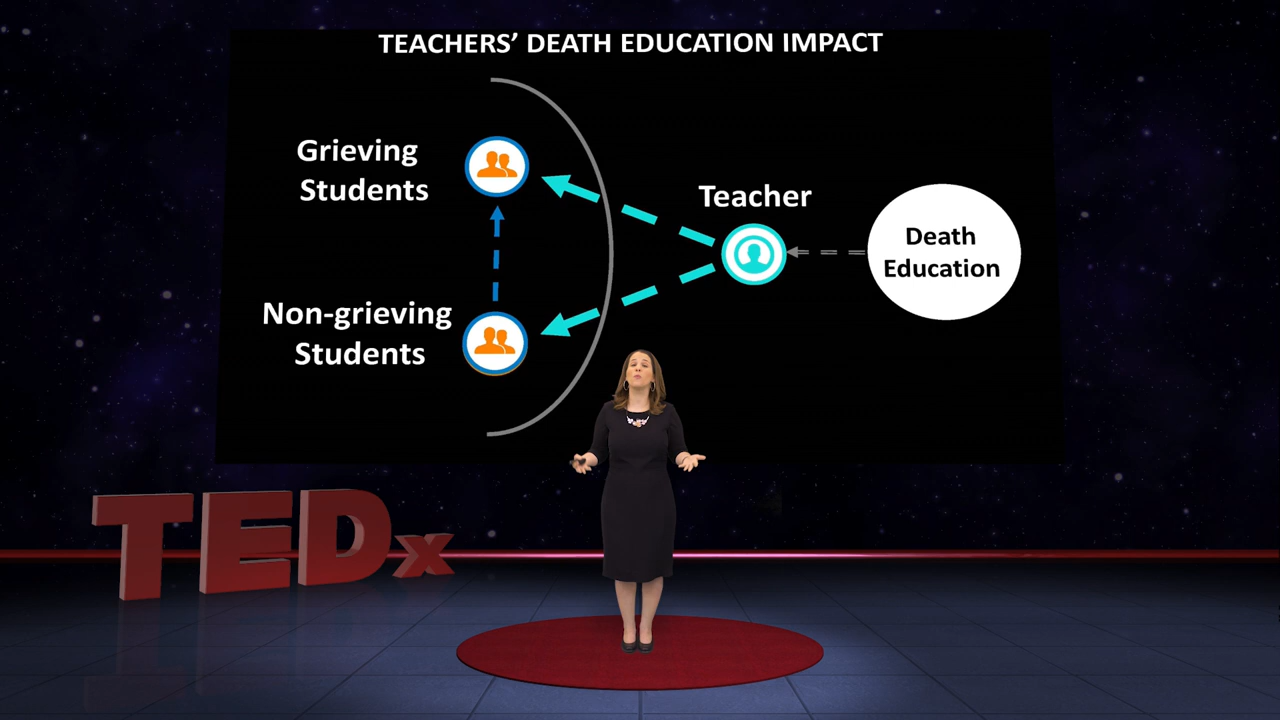 TEACHERS’ DEATH EDUCATION IMPACT
Grieving
Students
Teacher
Death
Education
Non-grieving
Students
TEDx